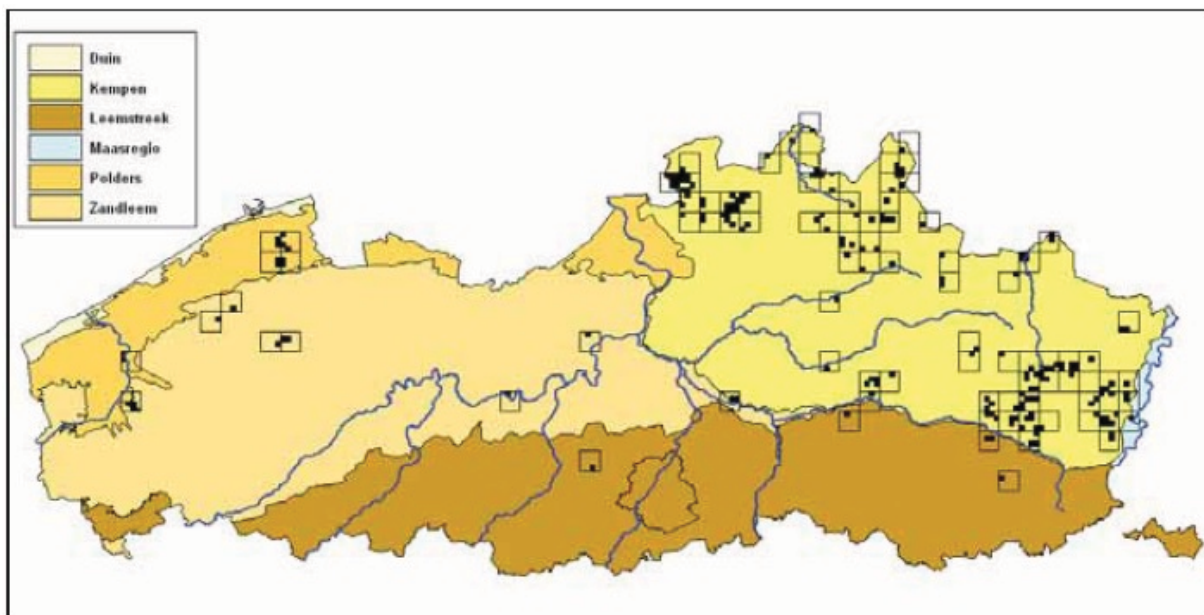 Duin
Kempen
Leemstreek
Maasregio
Polders
Zandleem